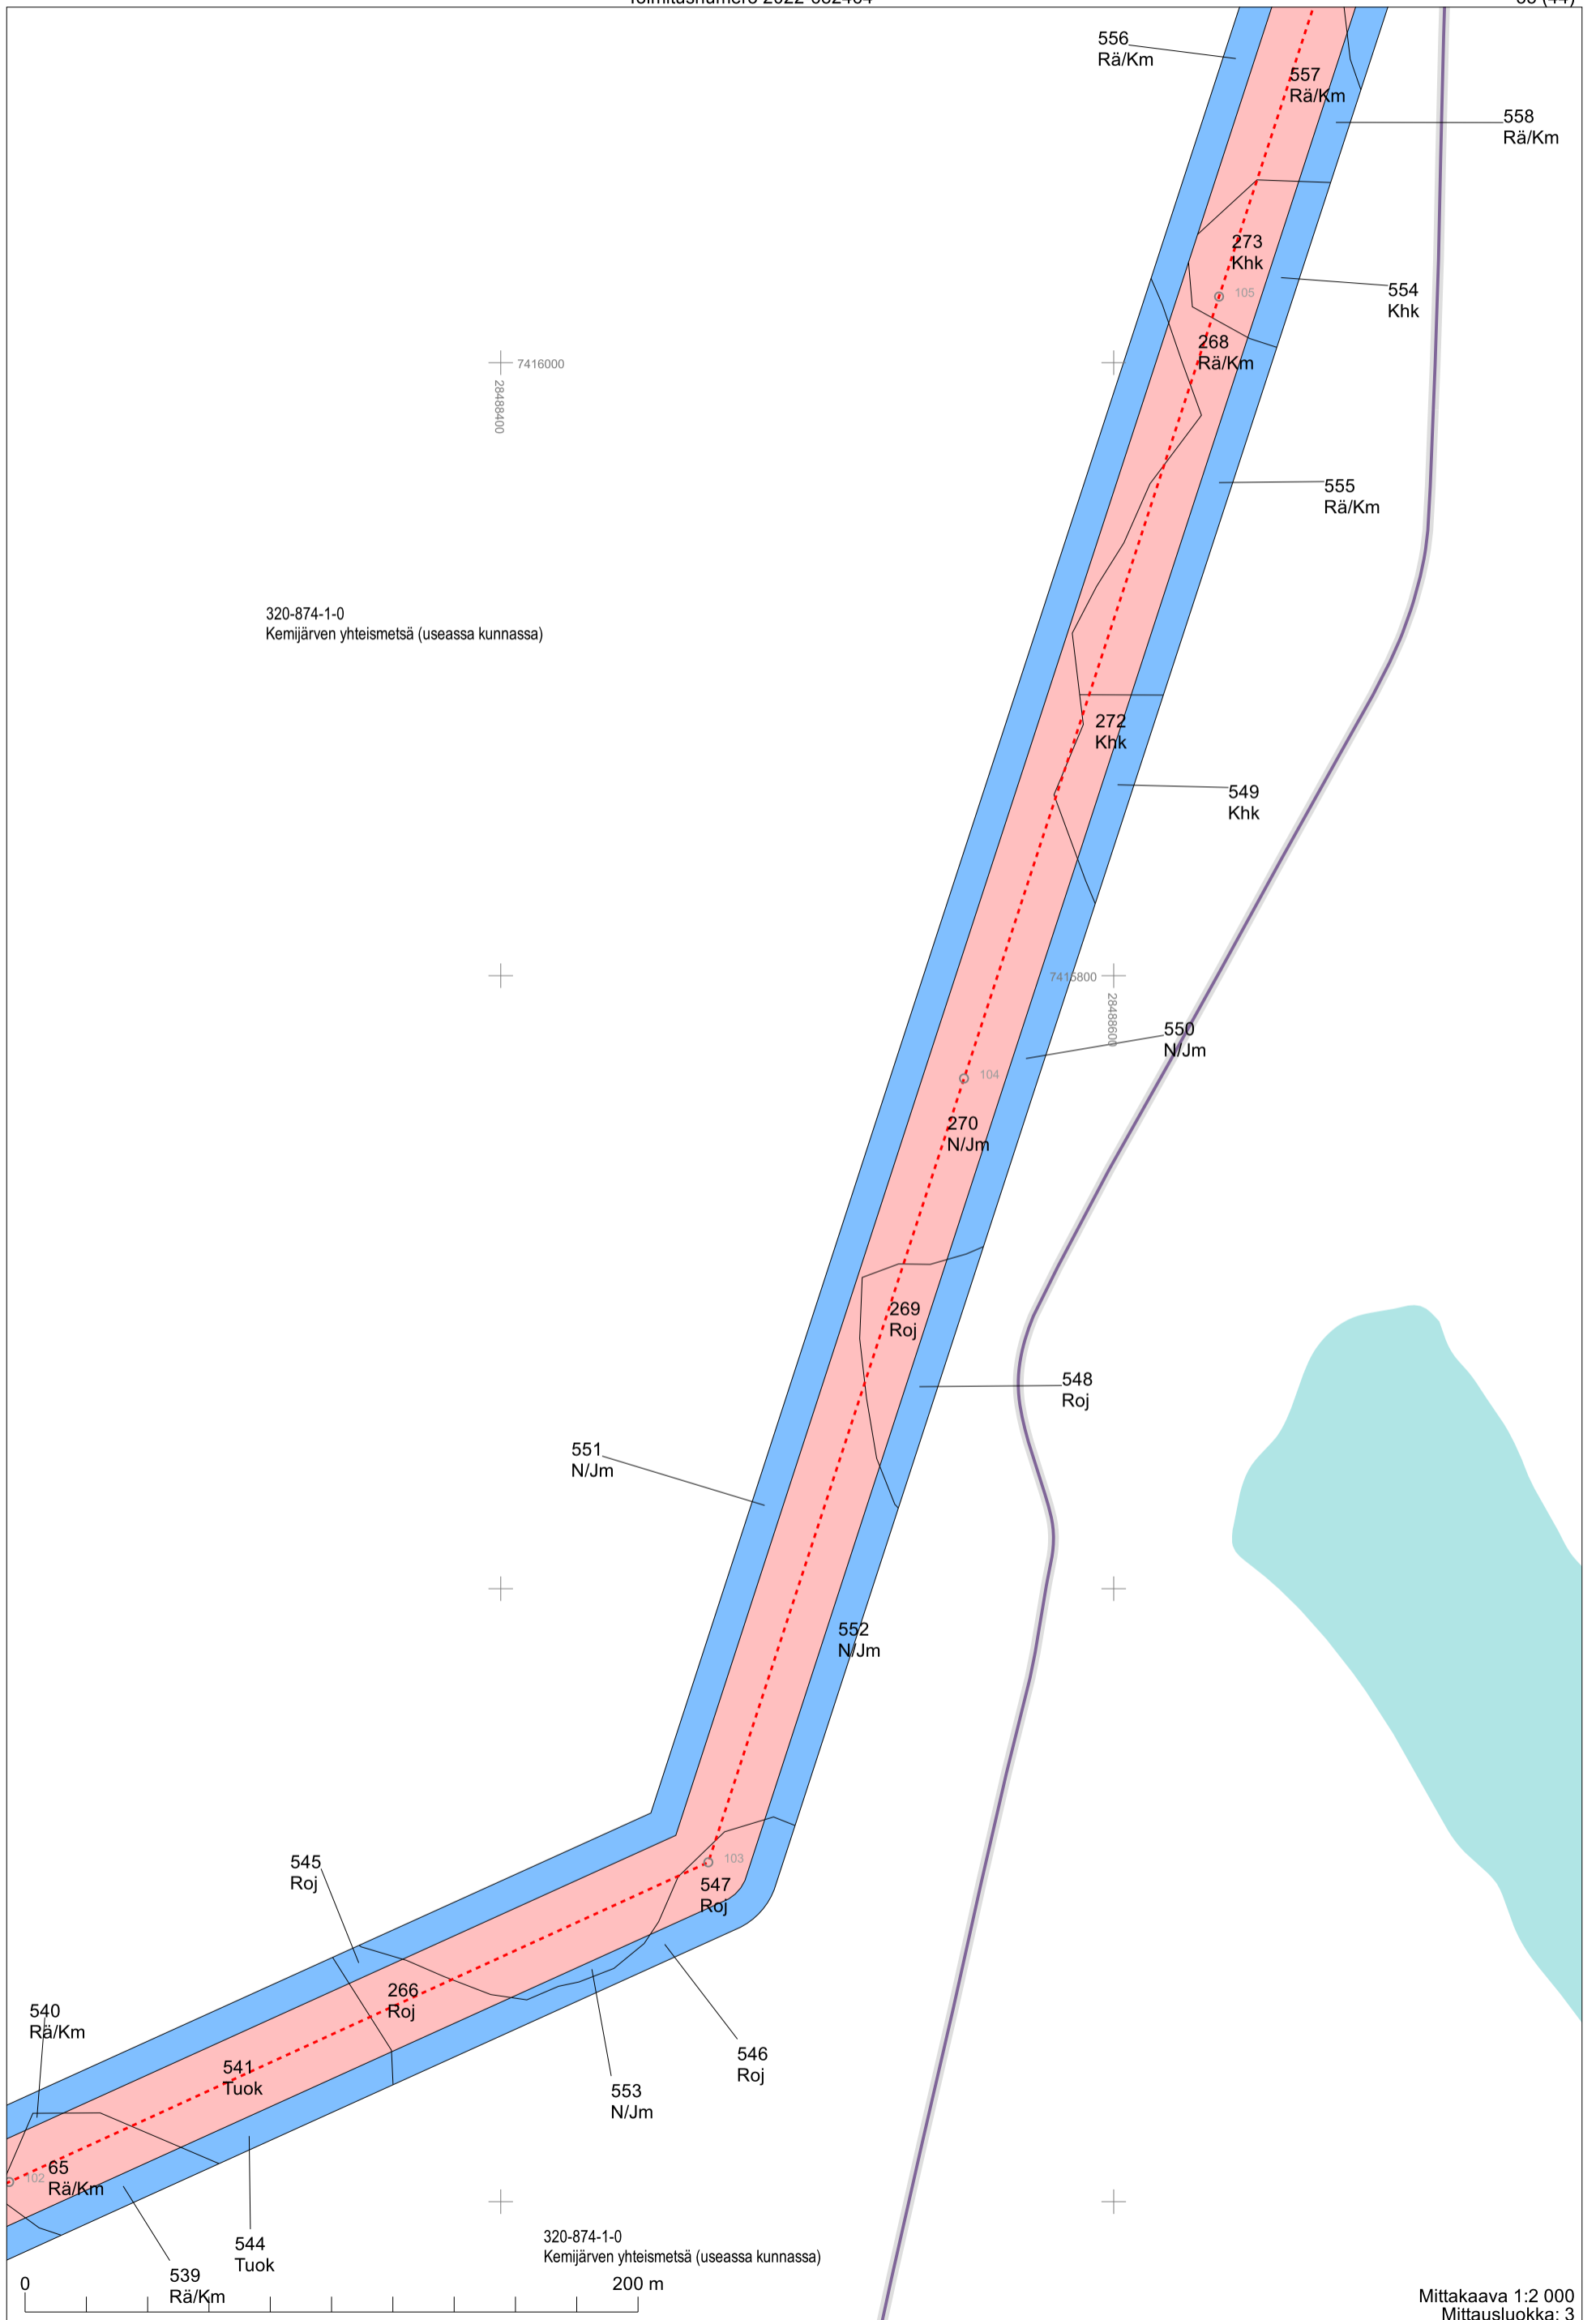 556
Rä/Km
557
Rä/Km
558
Rä/Km
273
Khk
105
554
Khk
268
Rä/Km
7416000
28488400
555
Rä/Km
320-874-1-0
Kemijärven yhteismetsä (useassa kunnassa)
272
Khk
549
Khk
7415800
28488600
550
N/Jm
104
270
N/Jm
269
Roj
548
Roj
551
N/Jm
552
N/Jm
103
545
Roj
547
Roj
266
Roj
540
Rä/Km
546
Roj
541
Tuok
553
N/Jm
102
65
Rä/Km
544
Tuok
539
Rä/Km
320-874-1-0
Kemijärven yhteismetsä (useassa kunnassa)
0
200 m
Mittakaava 1:2 000
Mittausluokka: 3